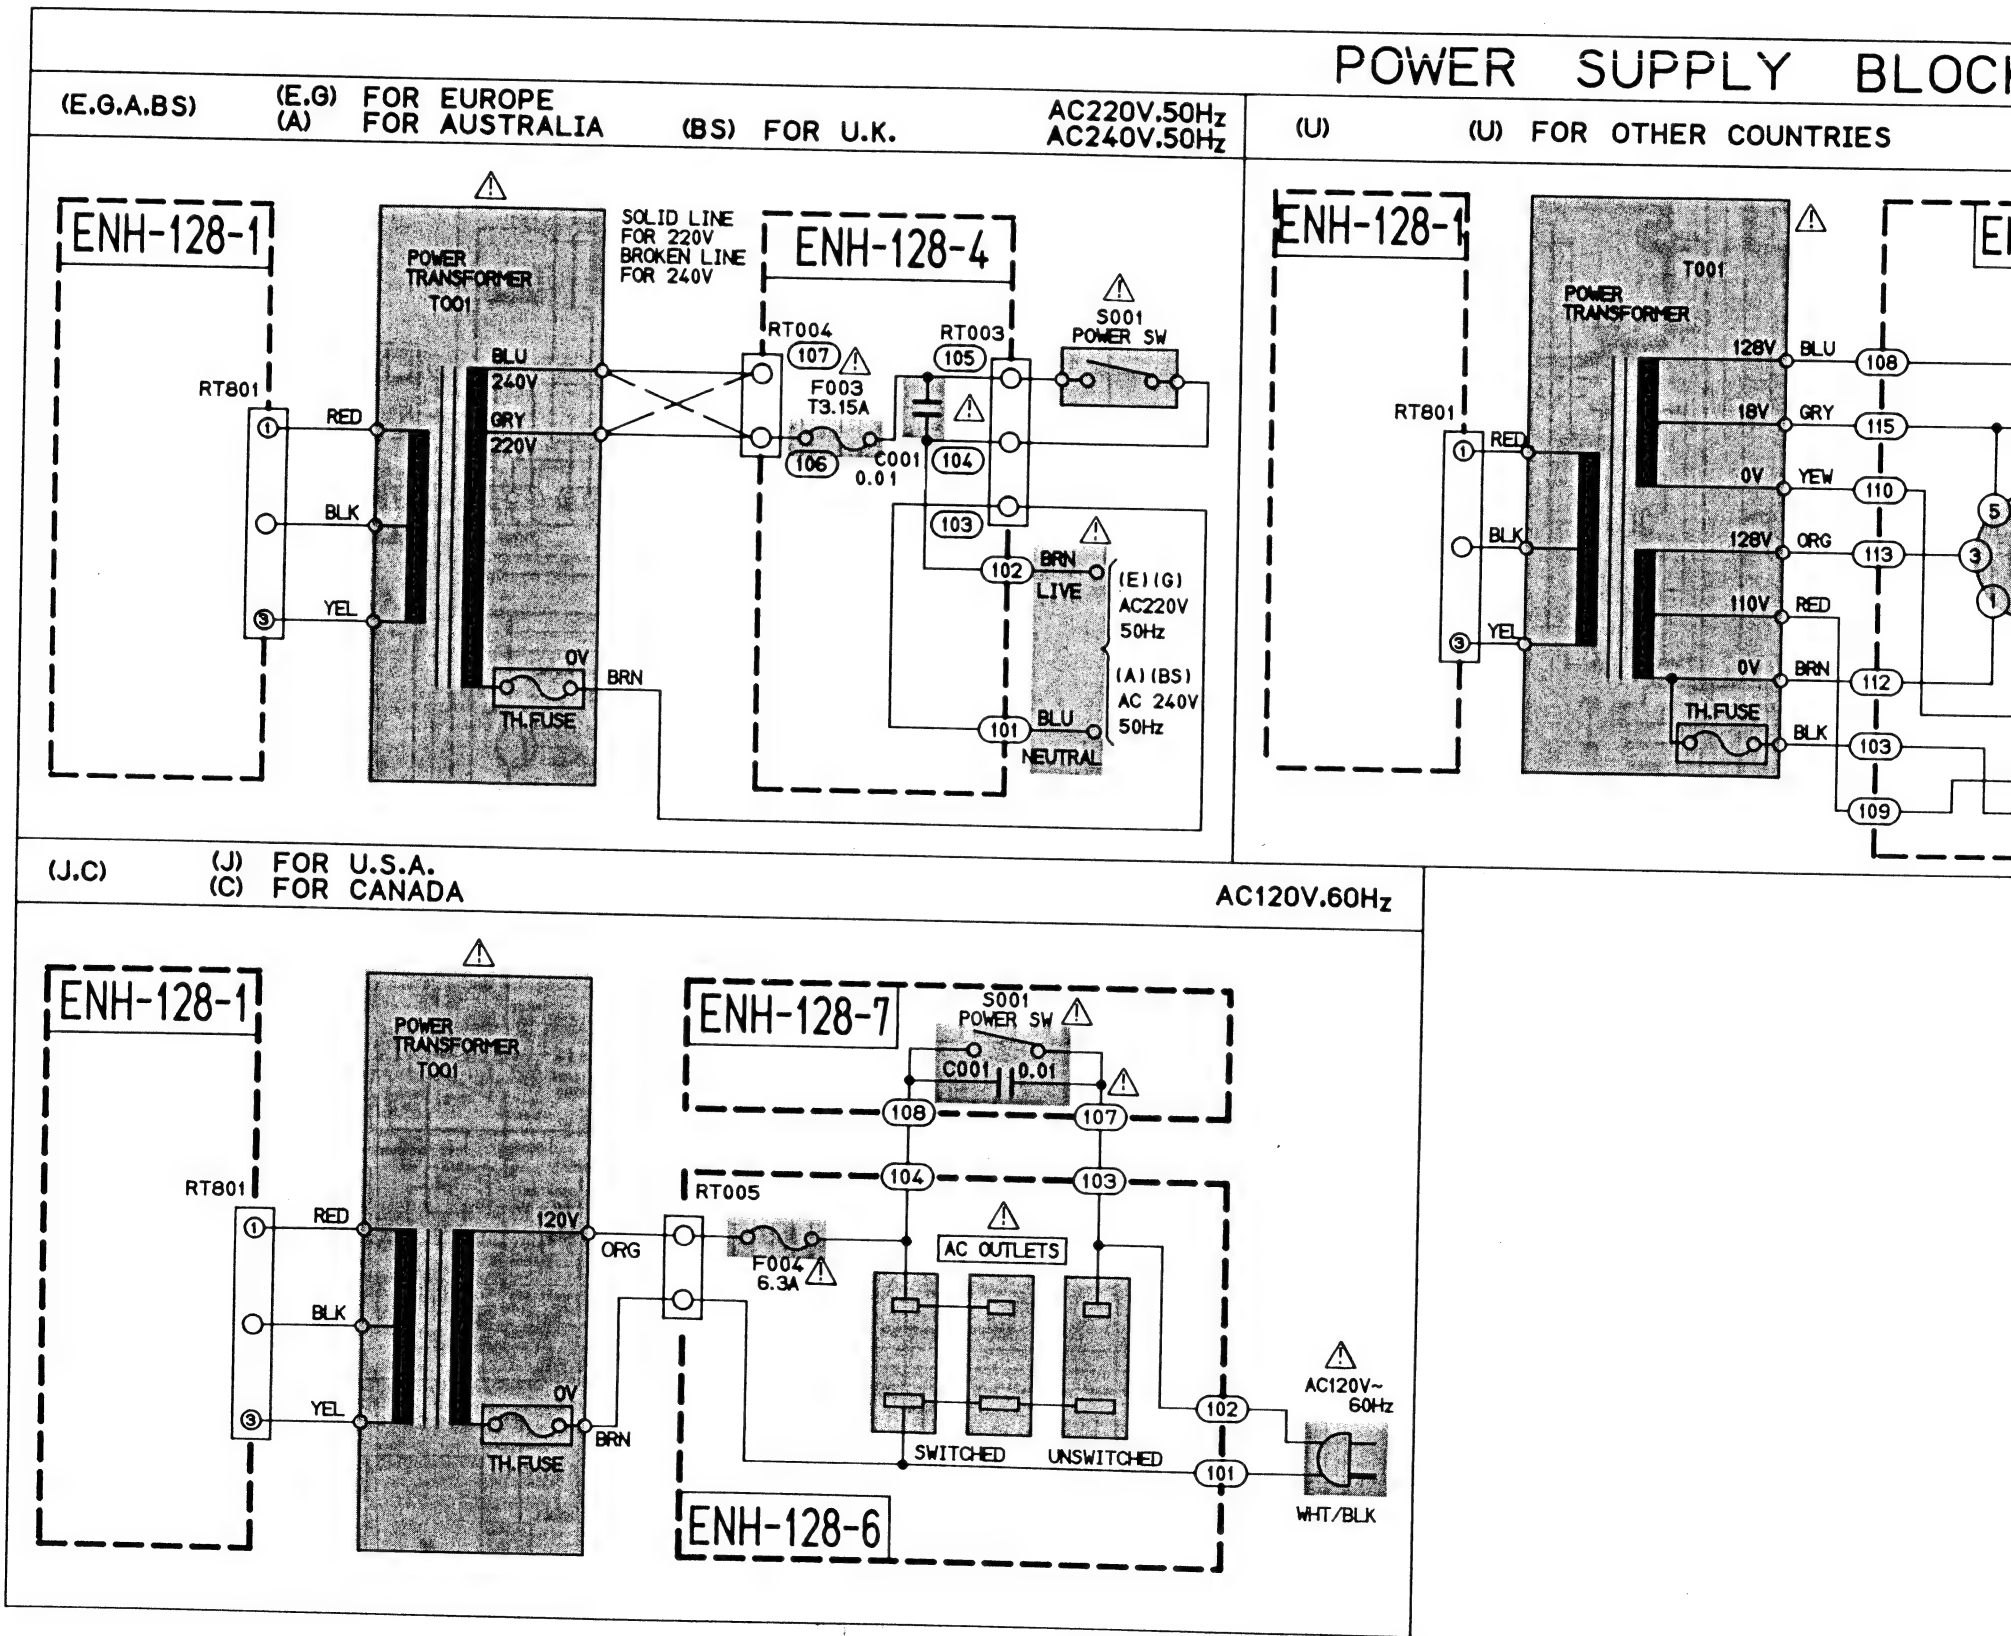 POWER SUPPLY BLOC
(E.G.A.BS)
(E.G) FOR EUROPE
(A) FOR AUSTRALIA (BS) FOR U.K.
AC220V.50Hz
AC240V.50Hz
(U)
(U) FOR OTHER COUNTRIES
ENH-128-1
POWER
TRANSFORMER
T001
SOLID LINE
FOR 220V
BROKEN LINE
FOR 240V
ENH-128-4
RT004
107
F003
T3.15A
RT003
105
S001
POWER SW
BLU
240V
GRY
220V
106
C001
0.01
104
103
RT801
1
RED
BLK
3
YEL
0V
BRN
TH.FUSE
102
BRN
LIVE
(E)(G)
AC220V
50Hz
(A)(BS)
AC 240V
50Hz
101
BLU
NEUTRAL
ENH-128-1
T001
POWER
TRANSFORMER
RT801
1
RED
BLK
3
YEL
128V BLU 108
18V GRY 115
0V YEW 110
128V ORG 113
110V RED
0V BRN 112
TH.FUSE
BLK 103
109
5
3
1
(J.C)
(J) FOR U.S.A.
(C) FOR CANADA
AC120V.60Hz
ENH-128-1
POWER
TRANSFORMER
T001
ENH-128-7
S001
POWER SW
C001 0.01
108
107
104
103
RT801
1
RED
BLK
3
YEL
120V
ORG
0V
BRN
TH.FUSE
RT005
F004
6.3A
AC OUTLETS
SWITCHED
UNSWITCHED
102
101
AC120V~
60Hz
WHT/BLK
ENH-128-6